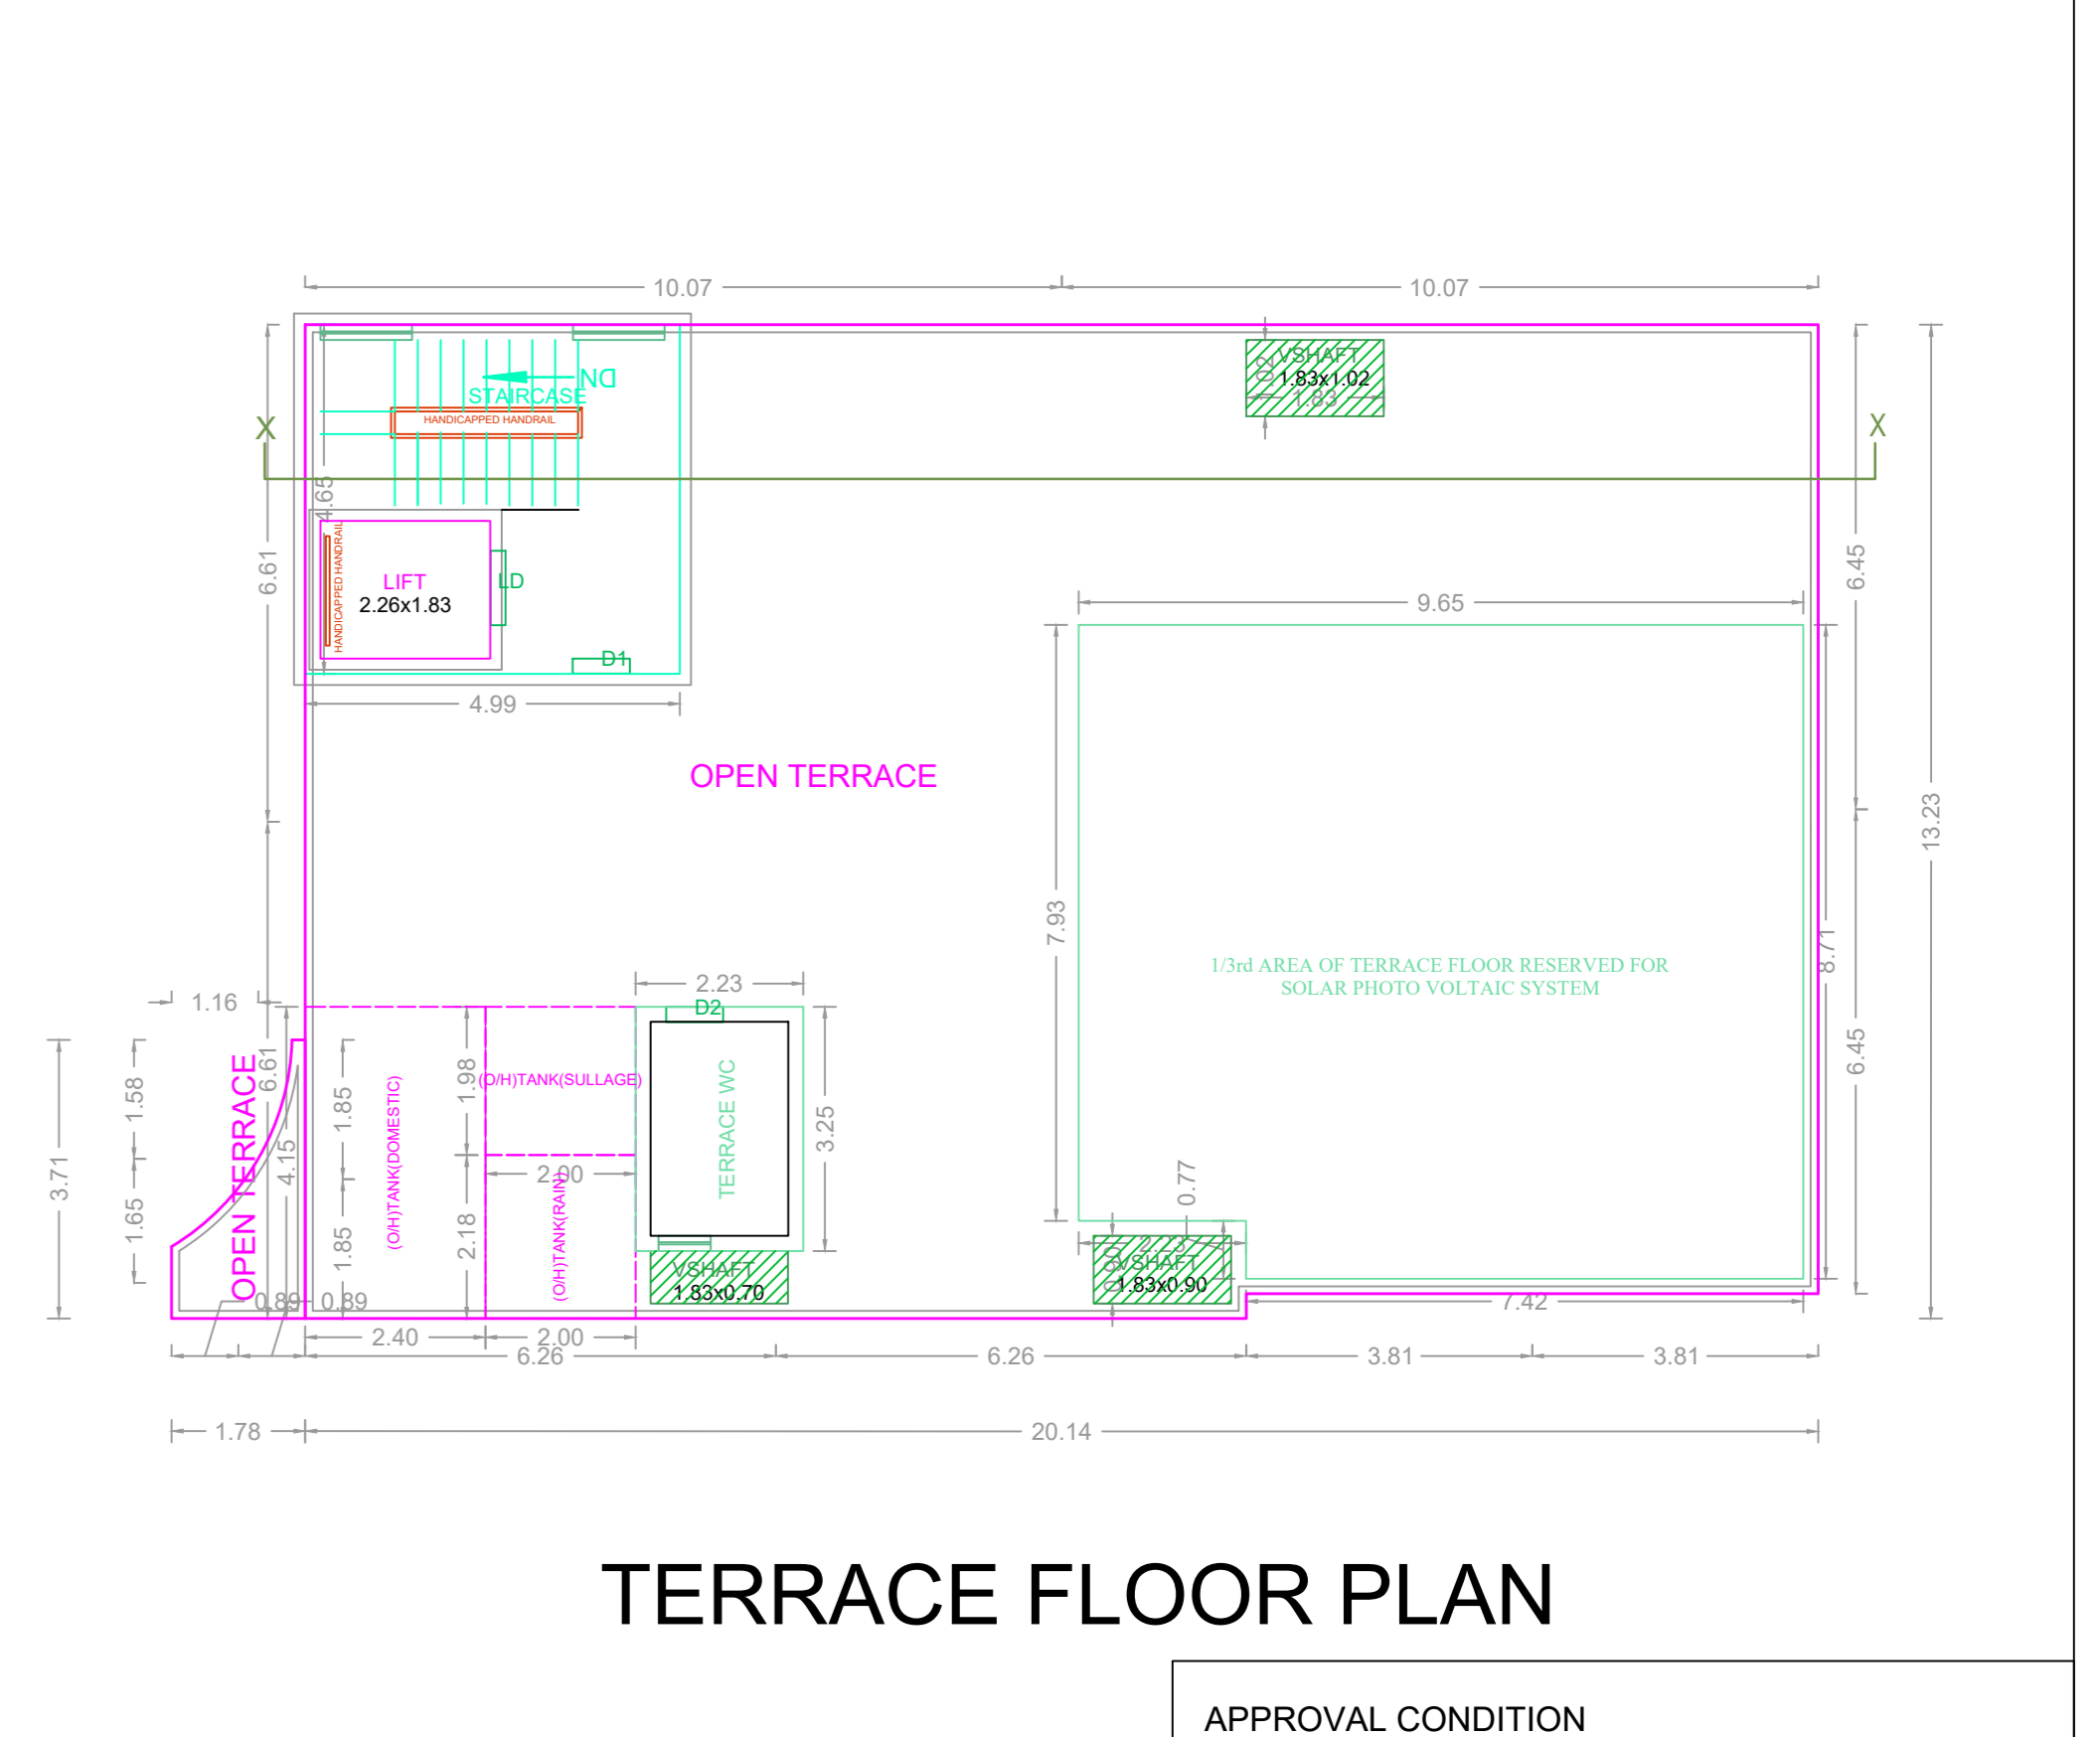 10.07
10.07
VSHAFT
1.83x1.02
1.02
1.83
DN
STAIRCASE
HANDICAPPED HANDRAIL
X
X
4.65
6.61
6.45
LIFT
2.26x1.83
HANDICAPPED HANDRAIL
LD
D1
4.99
9.65
OPEN TERRACE
13.23
7.93
8.71
1/3rd AREA OF TERRACE FLOOR RESERVED FOR
SOLAR PHOTO VOLTAIC SYSTEM
2.23
1.16
D2
6.61
6.45
1.58
1.85
1.98
(O/H)TANK(SULLAGE)
OPEN TERRACE
(O/H)TANK(DOMESTIC)
TERRACE WC
3.25
4.15
3.71
2.00
0.77
1.65
1.85
2.18
(O/H)TANK(RAIN)
VSHAFT
1.83x0.70
2.23
0.90
VSHAFT
1.83x0.90
0.89
0.89
7.42
2.40
2.00
6.26
6.26
3.81
3.81
1.78
20.14
TERRACE FLOOR PLAN
APPROVAL CONDITION